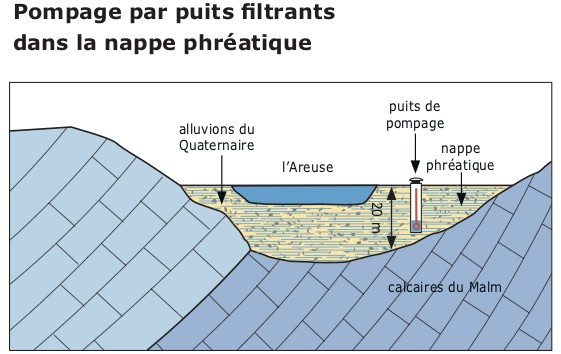 Pompage par puits filtrants
dans la nappe phréatique
puits de
pompage
alluvions du
Quaternaire
l'Areuse
nappe
phréatique
20 m
calcaires du Malm